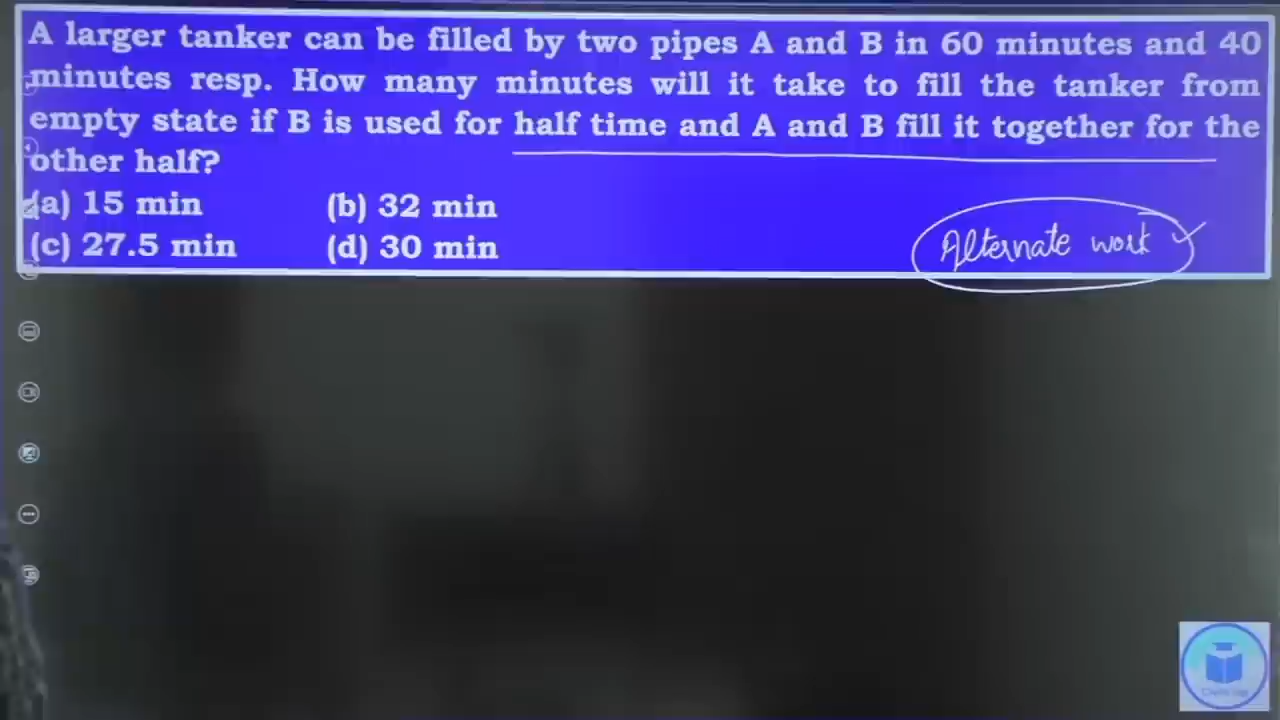 A larger tanker can be filled by two pipes A and B in 60 minutes and 40
minutes resp. How many minutes will it take to fill the tanker from
empty state if B is used for half time and A and B fill it together for the
other half?
(a) 15 min (b) 32 min
(c) 27.5 min (d) 30 min
Alternate work